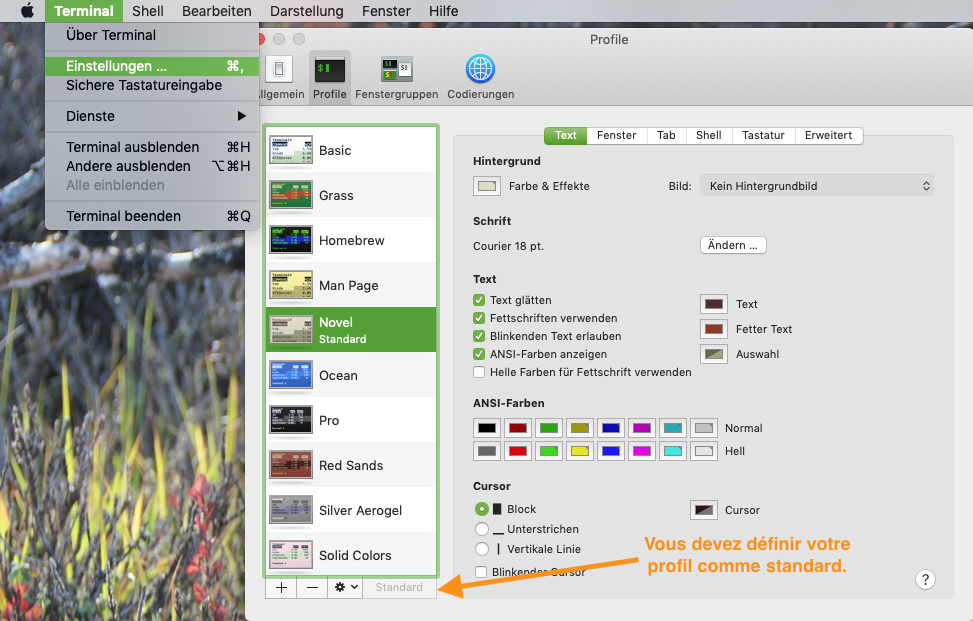 Terminal Shell Bearbeiten Darstellung Fenster Hilfe
Über Terminal
Einstellungen ... ⌘,
Sichere Tastatureingabe
Dienste
Terminal ausblenden ⌘H
Andere ausblenden ⌥⌘H
Alle einblenden
Terminal beenden ⌘Q
Profile
Profile Fenstergruppen Codierungen
Basic
Grass
Homebrew
Man Page
Novel
Standard
Ocean
Pro
Red Sands
Silver Aerogel
Solid Colors
Standard
Text Fenster Tab Shell Tastatur Erweitert
Hintergrund
Farbe & Effekte Bild: Kein Hintergrundbild
Schrift
Courier 18 pt. Ändern ...
Text
Text glätten
Fettschriften verwenden
Blinkenden Text erlauben
ANSI-Farben anzeigen
Helle Farben für Fettschrift verwenden
Text
Fetter Text
Auswahl
ANSI-Farben
Normal
Hell
Cursor
Block
Unterstrichen
Vertikale Linie
Blinkender Cursor
Cursor
Vous devez définir votre
profil comme standard.
?